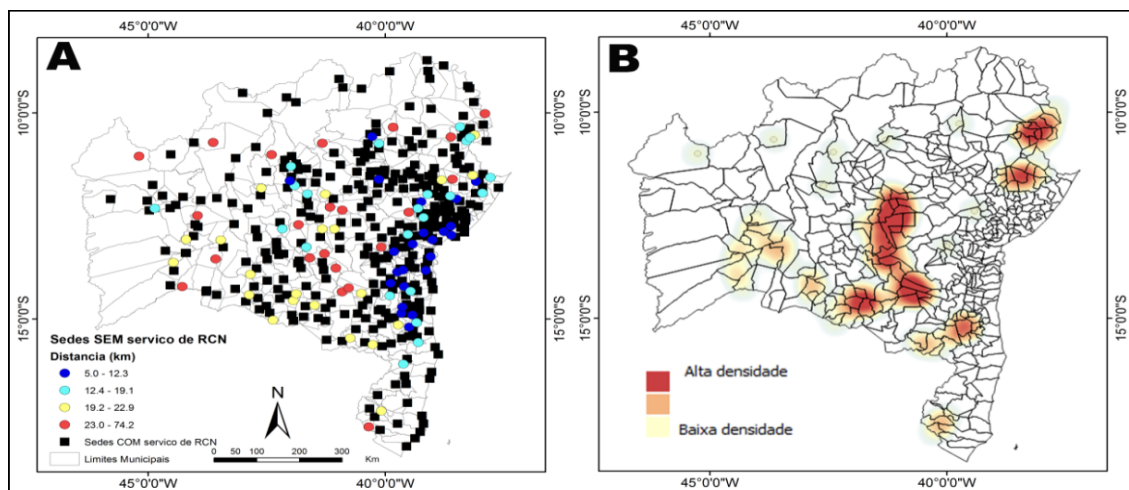 45°0'0"W
40°0'0"W
A
10°0'0"S
15°0'0"S
Sedes SEM servico de RCN
Distancia (km)
5.0 - 12.3
12.4 - 19.1
19.2 - 22.9
23.0 - 74.2
Sedes COM servico de RCN
Limites Municipais
N
0 50 100 200 300
Km
45°0'0"W
40°0'0"W
10°0'0"S
15°0'0"S
45°0'0"W
40°0'0"W
B
10°0'0"S
15°0'0"S
Alta densidade
Baixa densidade
45°0'0"W
40°0'0"W
10°0'0"S
15°0'0"S